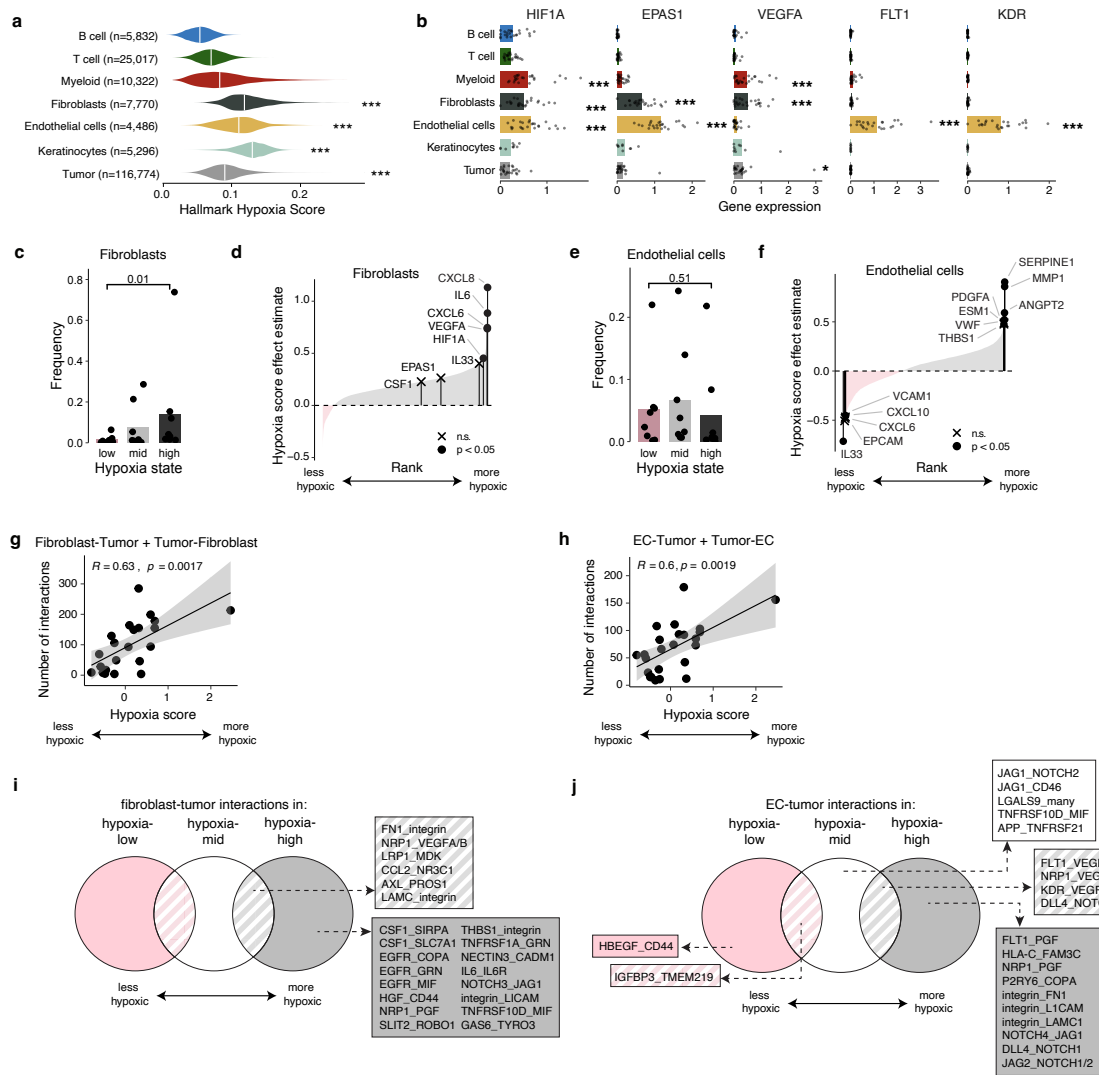 a
B cell (n=5,832)
T cell (n=25,017)
Myeloid (n=10,322)
Fibroblasts (n=7,770)
***
Endothelial cells (n=4,486)
***
Keratinocytes (n=5,296)
***
Tumor (n=116,774)
***
0.0 0.1 0.2
Hallmark Hypoxia Score
b
HIF1A EPAS1 VEGFA FLT1 KDR
B cell
T cell
Myeloid
*** ***
Fibroblasts
*** *** ***
Endothelial cells
*** *** *** ***
Keratinocytes
Tumor
*
0 1 0 1 2 0 1 2 3 0 1 2 3 0 1 2
Gene expression
c
Fibroblasts
0.01
Frequency
0.8
0.6
0.4
0.2
0.0
low mid high
Hypoxia state
d
Fibroblasts
Hypoxia score effect estimate
1.0
0.5
0.0
−0.5
CXCL8
IL6
CXCL6
VEGFA
HIF1A
IL33
EPAS1
CSF1
n.s.
p < 0.05
Rank
less
hypoxic
more
hypoxic
e
Endothelial cells
0.51
Frequency
0.2
0.1
0.0
low mid high
Hypoxia state
f
Endothelial cells
Hypoxia score effect estimate
0.5
0.0
−0.5
SERPINE1
MMP1
PDGFA
ANGPT2
ESM1
VWF
THBS1
VCAM1
CXCL10
CXCL6
EPCAM
IL33
n.s.
p < 0.05
Rank
less
hypoxic
more
hypoxic
g
Fibroblast-Tumor + Tumor-Fibroblast
R = 0.63 , p = 0.0017
Number of interactions
300
200
100
0
0 1 2
Hypoxia score
less
hypoxic
more
hypoxic
h
EC-Tumor + Tumor-EC
R = 0.6, p = 0.0019
Number of interactions
200
150
100
50
0
0 1 2
Hypoxia score
less
hypoxic
more
hypoxic
i
fibroblast-tumor interactions in:
hypoxia-
low
hypoxia-
mid
hypoxia-
high
FN1_integrin
NRP1_VEGFA/B
LRP1_MDK
CCL2_NR3C1
AXL_PROS1
LAMC_integrin
CSF1_SIRPA THBS1_integrin
CSF1_SLC7A1 TNFRSF1A_GRN
EGFR_COPA NECTIN3_CADM1
EGFR_GRN IL6_IL6R
EGFR_MIF NOTCH3_JAG1
HGF_CD44 integrin_LICAM
NRP1_PGF TNFRSF10D_MIF
SLIT2_ROBO1 GAS6_TYRO3
less
hypoxic
more
hypoxic
j
EC-tumor interactions in:
hypoxia-
low
hypoxia-
mid
hypoxia-
high
JAG1_NOTCH2
JAG1_CD46
LGALS9_many
TNFRSF10D_MIF
APP_TNFRSF21
FLT1_VEG
NRP1_VEG
KDR_VEGF
DLL4_NOT
HBEGF_CD44
IGFBP3_TMEM219
FLT1_PGF
HLA-C_FAM3C
NRP1_PGF
P2RY6_COPA
integrin_FN1
integrin_L1CAM
integrin_LAMC1
NOTCH4_JAG1
DLL4_NOTCH1
JAG2_NOTCH1/2
less
hypoxic
more
hypoxic